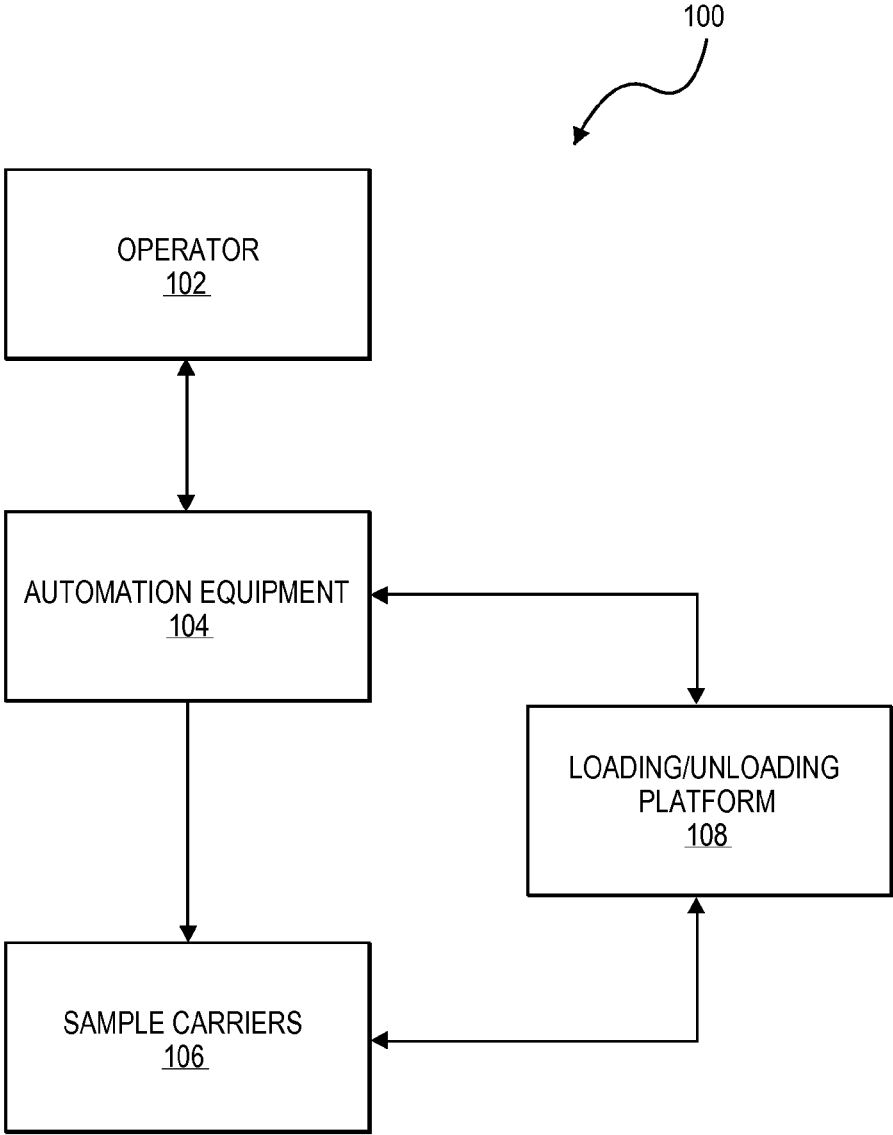 100
OPERATOR
102
AUTOMATION EQUIPMENT
104
LOADING/UNLOADING
PLATFORM
108
SAMPLE CARRIERS
106